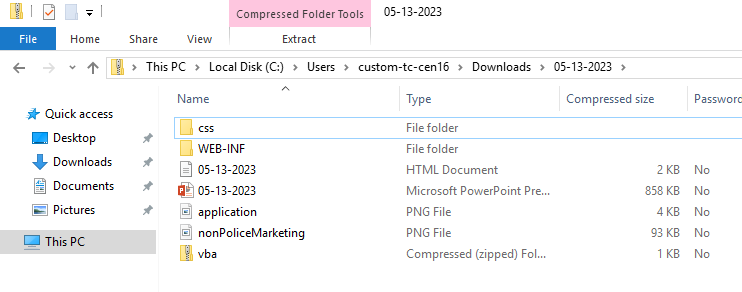 Compressed Folder Tools 05-13-2023
File Home Share View Extract
This PC Local Disk (C:) Users custom-tc-cen16 Downloads 05-13-2023
Name Type Compressed size Password
Quick access
Desktop
Downloads
Documents
Pictures
This PC
css File folder
WEB-INF File folder
05-13-2023 HTML Document 2 KB No
05-13-2023 Microsoft PowerPoint Pre... 858 KB No
application PNG File 4 KB No
nonPoliceMarketing PNG File 93 KB No
vba Compressed (zipped) Fol... 1 KB No